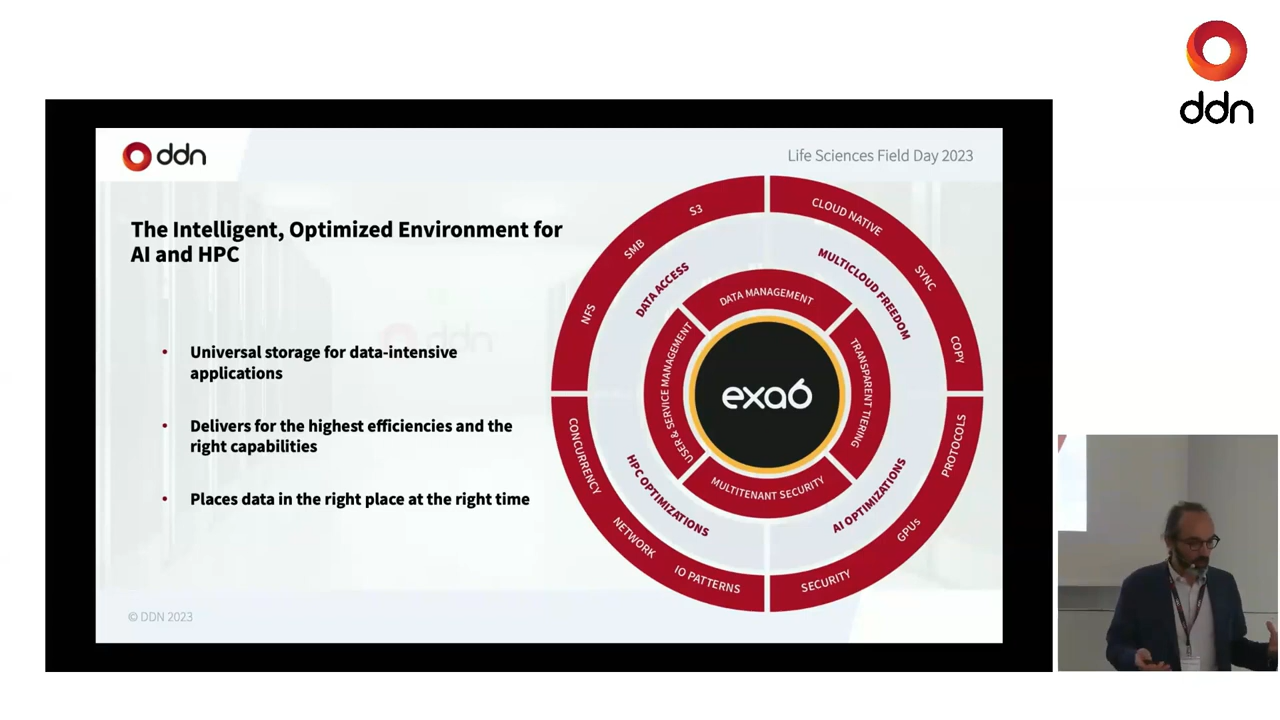 ddn
ddn
Life Sciences Field Day 2023
The Intelligent, Optimized Environment for
AI and HPC
Universal storage for data-intensive
applications
Delivers for the highest efficiencies and the
right capabilities
Places data in the right place at the right time
© DDN 2023
NFS
SMB
S3
CLOUD NATIVE
SYNC
COPY
PROTOCOLS
GPUs
SECURITY
IO PATTERNS
NETWORK
CONCURRENCY
DATA ACCESS
MULTICLOUD FREEDOM
AI OPTIMIZATIONS
HPC OPTIMIZATIONS
DATA MANAGEMENT
TRANSPARENT TIERING
MULTITENANT SECURITY
USER & SERVICE MANAGEMENT
exa6
ddn